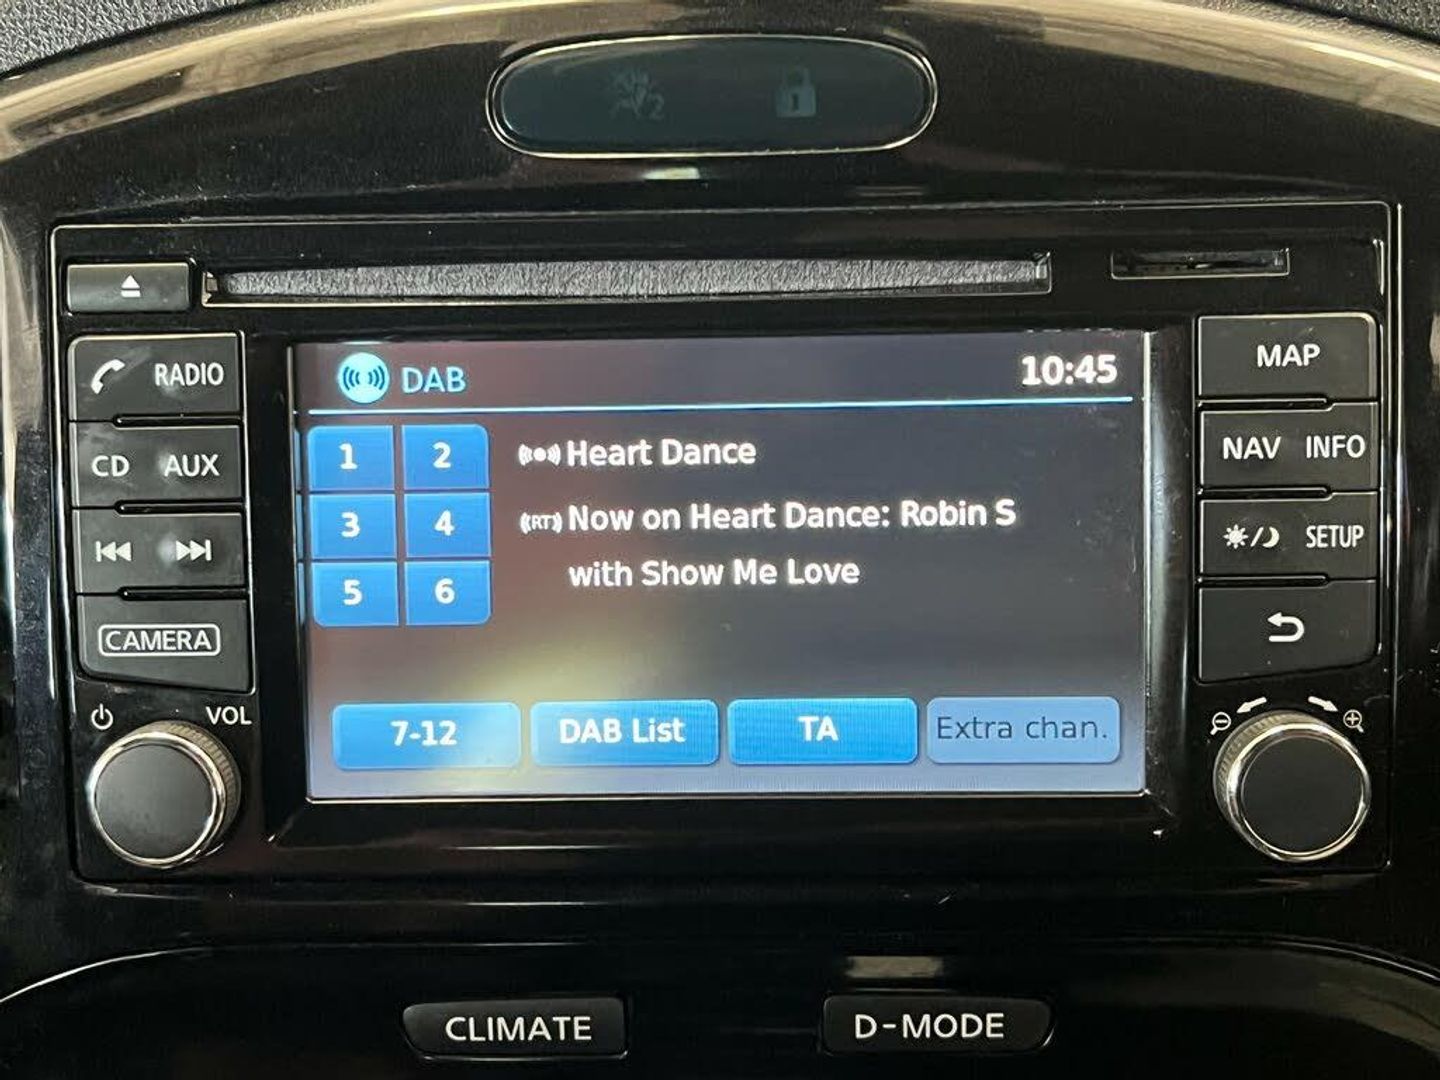 2
DAB 10:45
1 2
3 4
5 6
Heart Dance
RT Now on Heart Dance: Robin S
with Show Me Love
7-12 DAB List TA Extra chan.
RADIO
CD AUX
CAMERA
VOL
MAP
NAV INFO
SETUP
CLIMATE D-MODE